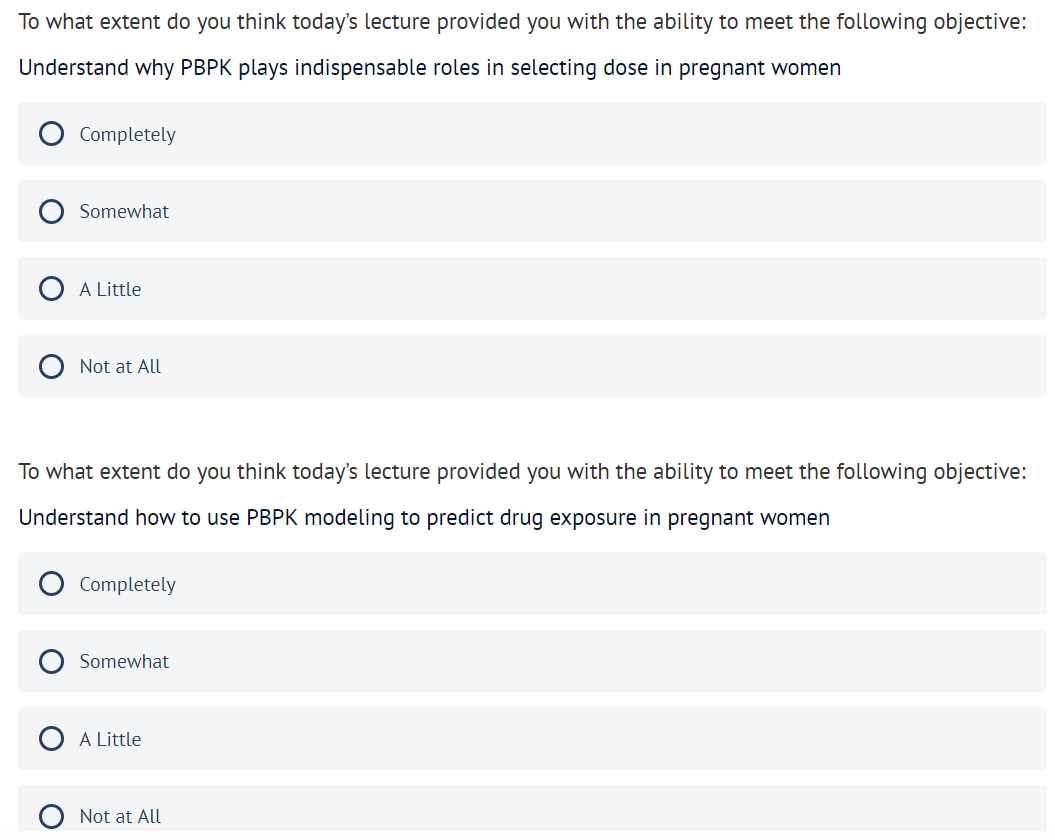 To what extent do you think today’s lecture provided you with the ability to meet the following objective:
Understand why PBPK plays indispensable roles in selecting dose in pregnant women
Completely
Somewhat
A Little
Not at All
To what extent do you think today’s lecture provided you with the ability to meet the following objective:
Understand how to use PBPK modeling to predict drug exposure in pregnant women
Completely
Somewhat
A Little
Not at All